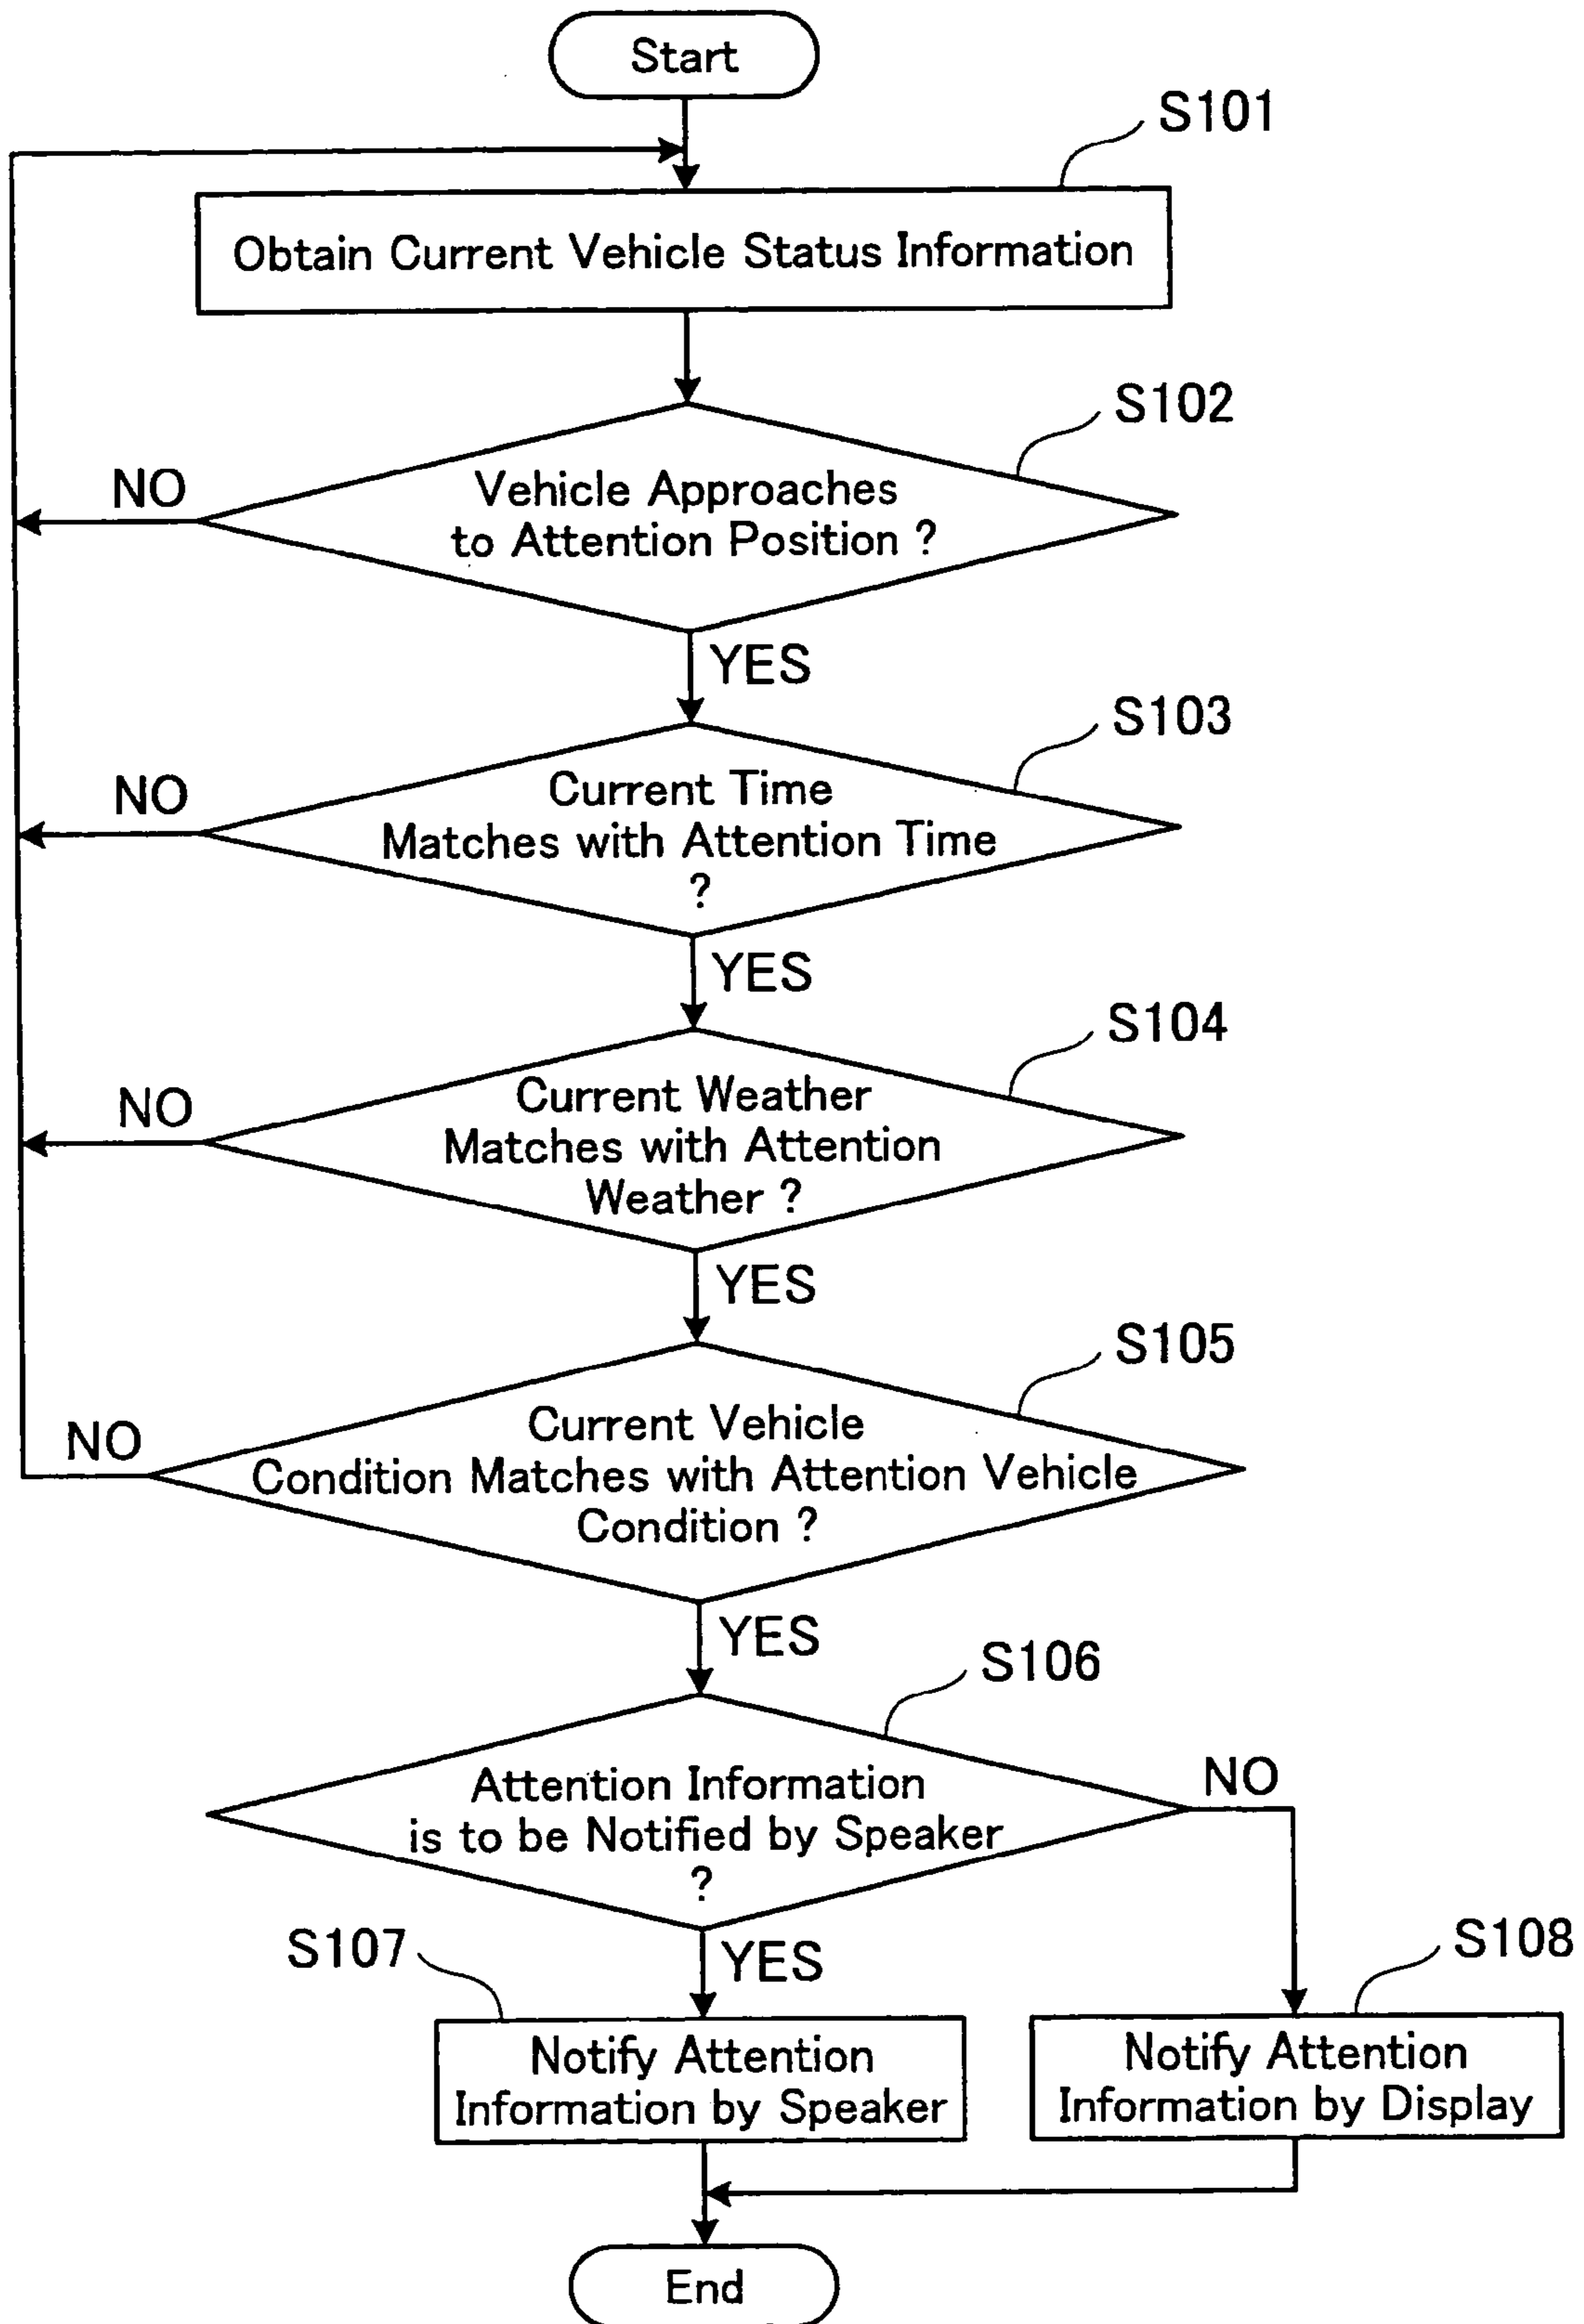 Start
S101
Obtain Current Vehicle Status Information
S102
Vehicle Approaches
to Attention Position ?
NO
YES
S103
Current Time
Matches with Attention Time
?
NO
YES
S104
Current Weather
Matches with Attention
Weather ?
NO
YES
S105
Current Vehicle
Condition Matches with Attention Vehicle
Condition ?
NO
YES
S106
Attention Information
is to be Notified by Speaker
?
NO
YES
S107
Notify Attention
Information by Speaker
S108
Notify Attention
Information by Display
End